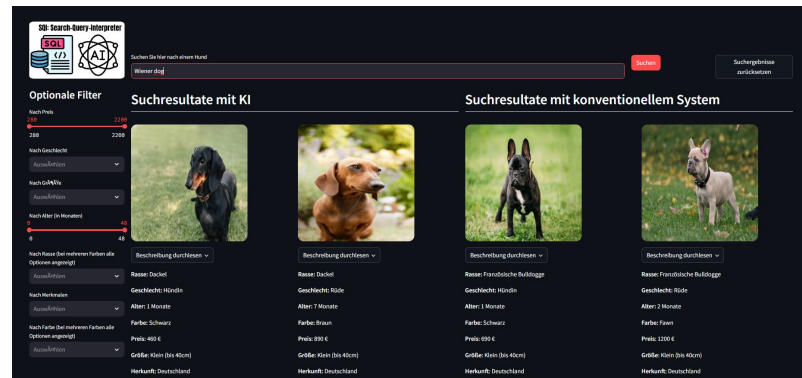 SQI: Search-Query-Interpreter
SQL
</>
AI
Suchen Sie hier nach einem Hund
Wiener dog
Suchen
Suchergebnisse
zurücksetzen
Optionale Filter
Nach Preis
280 2200
280 2200
Nach Geschlecht
AuswÃ¤hlen
Nach GrÃ¶Ãe
AuswÃ¤hlen
Nach Alter (in Monaten)
0 48
0 48
Nach Rasse (bei mehreren Farben alle
Optionen angezeigt)
AuswÃ¤hlen
Nach Merkmalen
AuswÃ¤hlen
Nach Farbe (bei mehreren Farben alle
Optionen angezeigt)
AuswÃ¤hlen
Suchresultate mit KI
Beschreibung durchlesen
Rasse: Dackel
Geschlecht: Hündin
Alter: 1 Monate
Farbe: Schwarz
Preis: 460 €
Größe: Klein (bis 40cm)
Herkunft: Deutschland
Beschreibung durchlesen
Rasse: Dackel
Geschlecht: Rüde
Alter: 7 Monate
Farbe: Braun
Preis: 890 €
Größe: Klein (bis 40cm)
Herkunft: Deutschland
Suchresultate mit konventionellem System
Beschreibung durchlesen
Rasse: Französische Bulldogge
Geschlecht: Hündin
Alter: 1 Monate
Farbe: Schwarz
Preis: 690 €
Größe: Klein (bis 40cm)
Herkunft: Deutschland
Beschreibung durchlesen
Rasse: Französische Bulldogge
Geschlecht: Rüde
Alter: 2 Monate
Farbe: Fawn
Preis: 1200 €
Größe: Klein (bis 40cm)
Herkunft: Deutschland